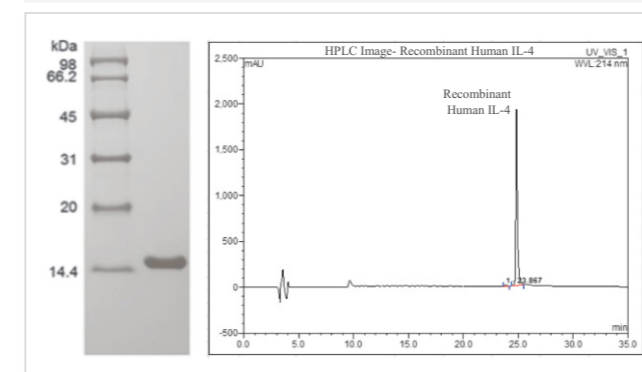 kDa
98
66.2
45
31
20
14.4
HPLC Image- Recombinant Human IL-4
UV_VIS_1
mAU
WVL:214 nm
Recombinant
Human IL-4
2,500
2,000
1,500
1,000
500
0
-500
min
0.0 5.0 10.0 15.0 20.0 25.0 30.0 35.0